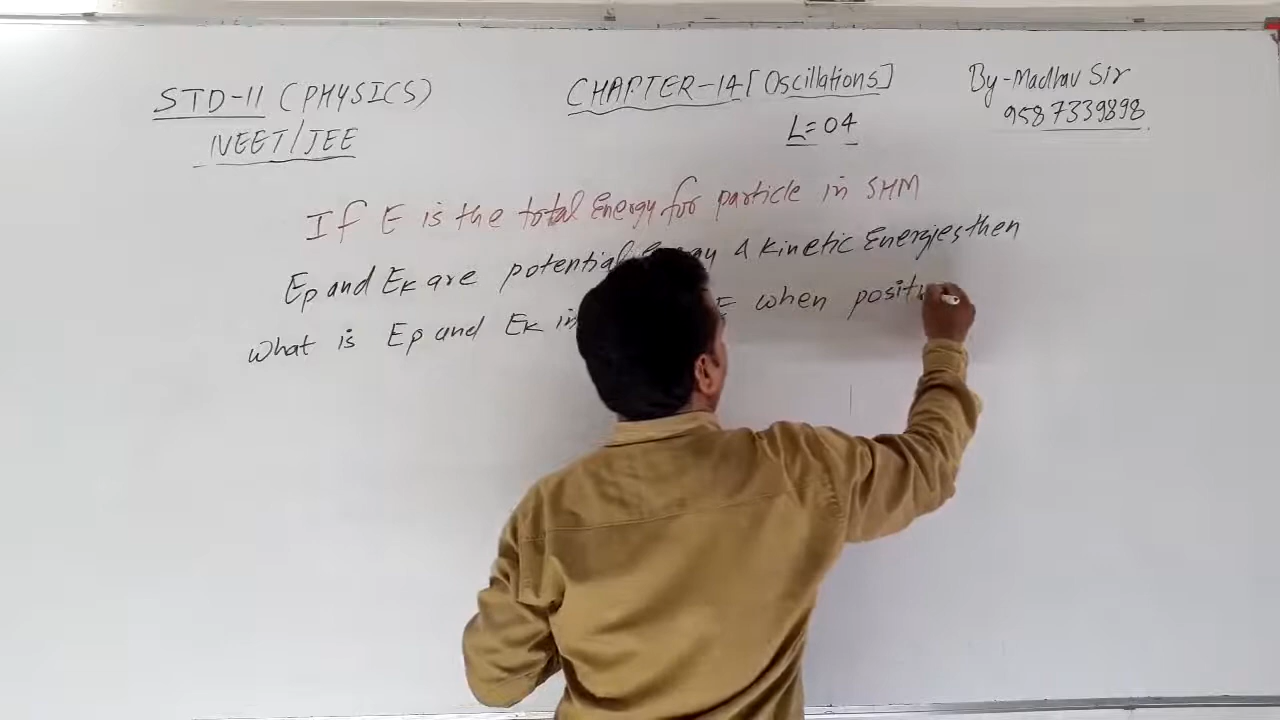 STD-11 (PHYSICS)
NEET/JEE
CHAPTER-14 [Oscillations]
L=04
By-Madhav Sir
9587339898
If E is the total Energy for particle in SHM
Ep and EK are potential & kinetic Energies then
what is Ep and EK in E when